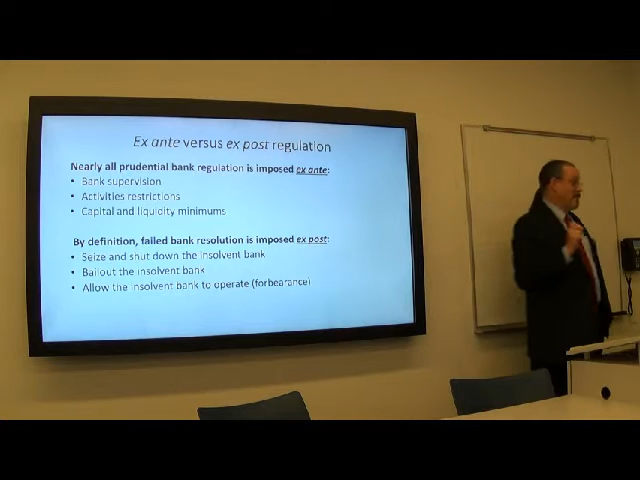 Ex ante versus ex post regulation
Nearly all prudential bank regulation is imposed ex ante:
• Bank supervision
• Activities restrictions
• Capital and liquidity minimums
By definition, failed bank resolution is imposed ex post:
• Seize and shut down the insolvent bank
• Bailout the insolvent bank
• Allow the insolvent bank to operate (forbearance)